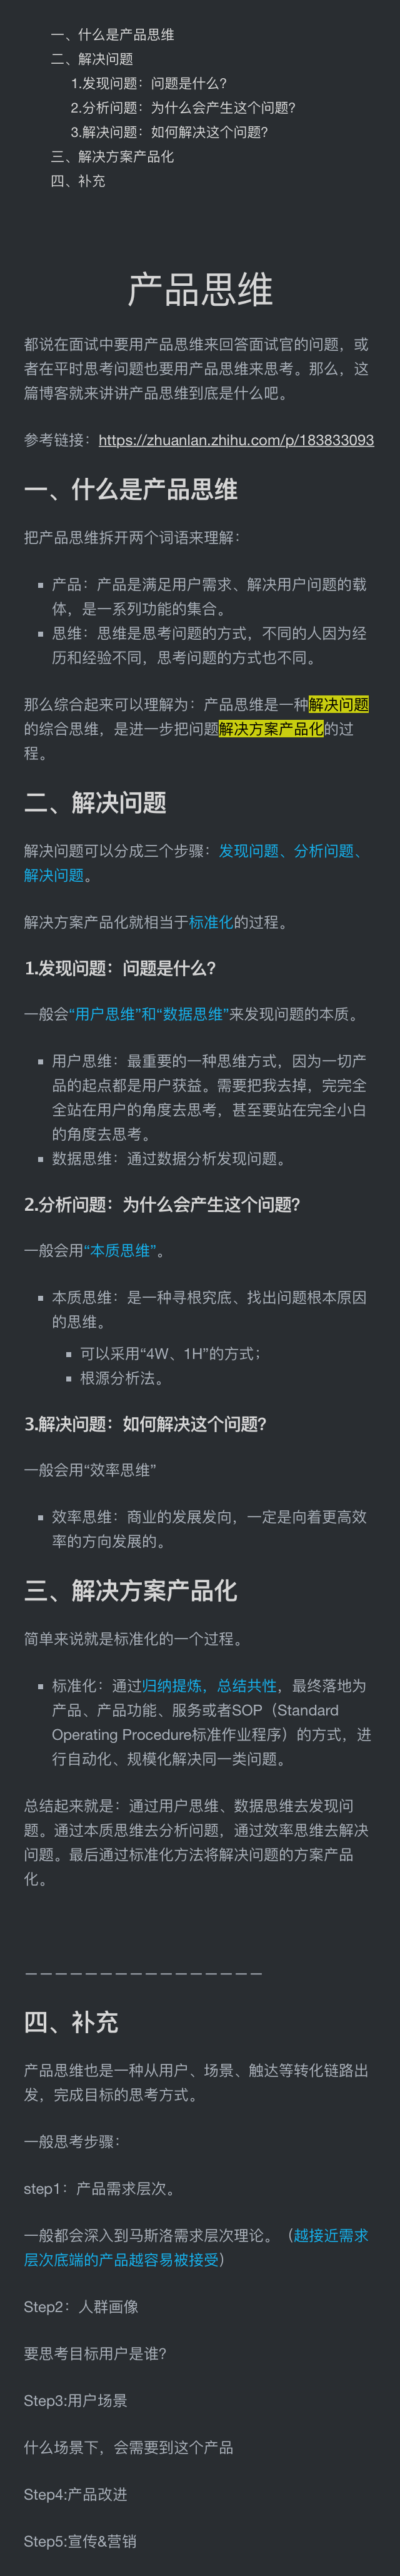 一、什么是产品思维
二、解决问题
1.发现问题：问题是什么？
2.分析问题：为什么会产生这个问题？
3.解决问题：如何解决这个问题？
三、解决方案产品化
四、补充
产品思维
都说在面试中要用产品思维来回答面试官的问题，或
者在平时思考问题也要用产品思维来思考。那么，这
篇博客就来讲讲产品思维到底是什么吧。
参考链接：https://zhuanlan.zhihu.com/p/183833093
一、什么是产品思维
把产品思维拆开两个词语来理解：
产品：产品是满足用户需求、解决用户问题的载
体，是一系列功能的集合。
思维：思维是思考问题的方式，不同的人因为经
历和经验不同，思考问题的方式也不同。
那么综合起来可以理解为：产品思维是一种解决问题
的综合思维，是进一步把问题解决方案产品化的过
程。
二、解决问题
解决问题可以分成三个步骤：发现问题、分析问题、
解决问题。
解决方案产品化就相当于标准化的过程。
1.发现问题：问题是什么？
一般会“用户思维”和“数据思维”来发现问题的本质。
用户思维：最重要的一种思维方式，因为一切产
品的起点都是用户获益。需要把我去掉，完完全
全站在用户的角度去思考，甚至要站在完全小白
的角度去思考。
数据思维：通过数据分析发现问题。
2.分析问题：为什么会产生这个问题？
一般会用“本质思维”。
本质思维：是一种寻根究底、找出问题根本原因
的思维。
可以采用“4W、1H”的方式；
根源分析法。
3.解决问题：如何解决这个问题？
一般会用“效率思维”
效率思维：商业的发展发向，一定是向着更高效
率的方向发展的。
三、解决方案产品化
简单来说就是标准化的一个过程。
标准化：通过归纳提炼，总结共性，最终落地为
产品、产品功能、服务或者SOP（Standard
Operating Procedure标准作业程序）的方式，进
行自动化、规模化解决同一类问题。
总结起来就是：通过用户思维、数据思维去发现问
题。通过本质思维去分析问题，通过效率思维去解决
问题。最后通过标准化方法将解决问题的方案产品
化。
————————————————
四、补充
产品思维也是一种从用户、场景、触达等转化链路出
发，完成目标的思考方式。
一般思考步骤：
step1：产品需求层次。
一般都会深入到马斯洛需求层次理论。（越接近需求
层次底端的产品越容易被接受）
Step2：人群画像
要思考目标用户是谁？
Step3:用户场景
什么场景下，会需要到这个产品
Step4:产品改进
Step5:宣传&营销